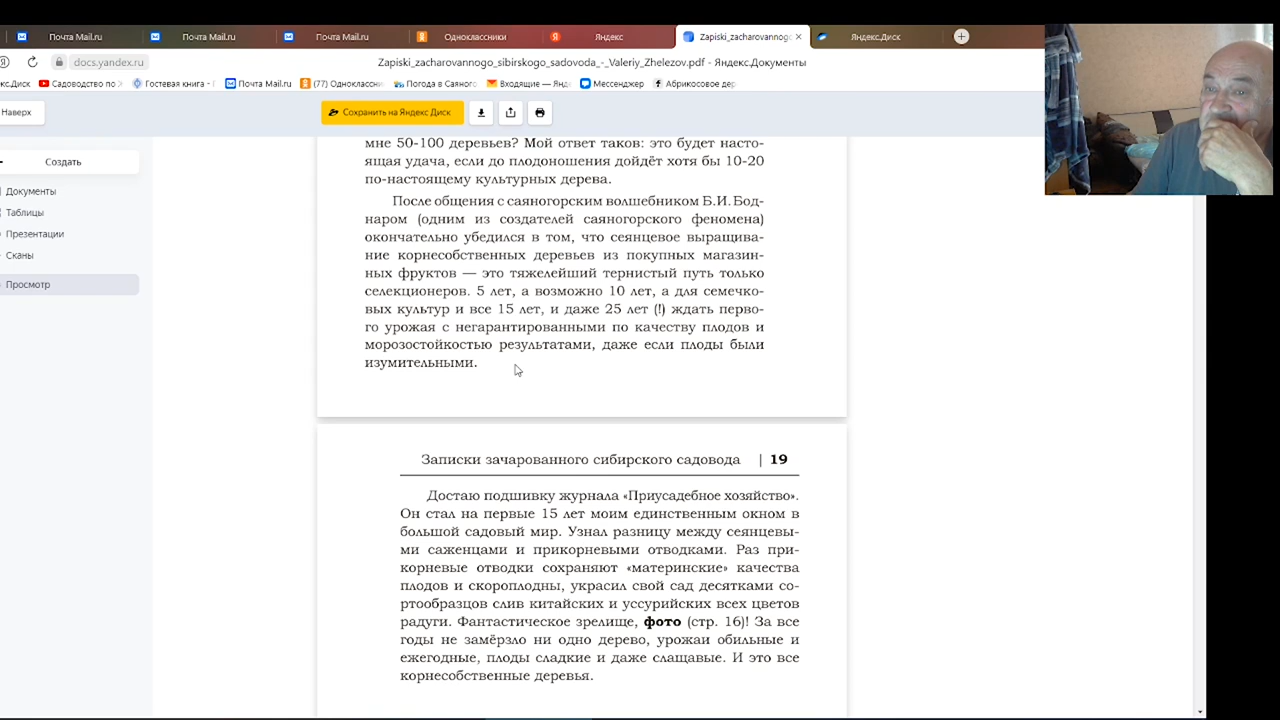 Почта Mail.ru
Почта Mail.ru
Почта Mail.ru
Одноклассники
Яндекс
Zapiski_zacharovannogo
Яндекс.Диск
docs.yandex.ru
Zapiski_zacharovannogo_sibirskogo_sadovoda_-_Valeriy_Zhelezov.pdf - Яндекс.Документы
кс.Диск
Садоводство по
Гостевая книга -
Почта Mail.ru
(77) Одноклассн
Погода в Саяного
Входящие — Янд
Мессенджер
Абрикосовое дер
Наверх
Сохранить на Яндекс Диск
Создать
Документы
Таблицы
Презентации
Сканы
Просмотр
мне 50-100 деревьев? Мой ответ таков: это будет насто-
ящая удача, если до плодоношения дойдёт хотя бы 10-20
по-настоящему культурных дерева.
После общения с саяногорским волшебником Б.И. Бод-
наром (одним из создателей саяногорского феномена)
окончательно убедился в том, что сеянцевое выращива-
ние корнесобственных деревьев из покупных магазин-
ных фруктов — это тяжелейший тернистый путь только
селекционеров. 5 лет, а возможно 10 лет, а для семечко-
вых культур и все 15 лет, и даже 25 лет (!) ждать перво-
го урожая с негарантированными по качеству плодов и
морозостойкостью результатами, даже если плоды были
изумительными.
Записки зачарованного сибирского садовода | 19
Достаю подшивку журнала «Приусадебное хозяйство».
Он стал на первые 15 лет моим единственным окном в
большой садовый мир. Узнал разницу между сеянцевы-
ми саженцами и прикорневыми отводками. Раз при-
корневые отводки сохраняют «материнские» качества
плодов и скороплодны, украсил свой сад десятками со-
ртообразцов слив китайских и уссурийских всех цветов
радуги. Фантастическое зрелище, фото (стр. 16)! За все
годы не замёрзло ни одно дерево, урожаи обильные и
ежегодные, плоды сладкие и даже слащавые. И это все
корнесобственные деревья.